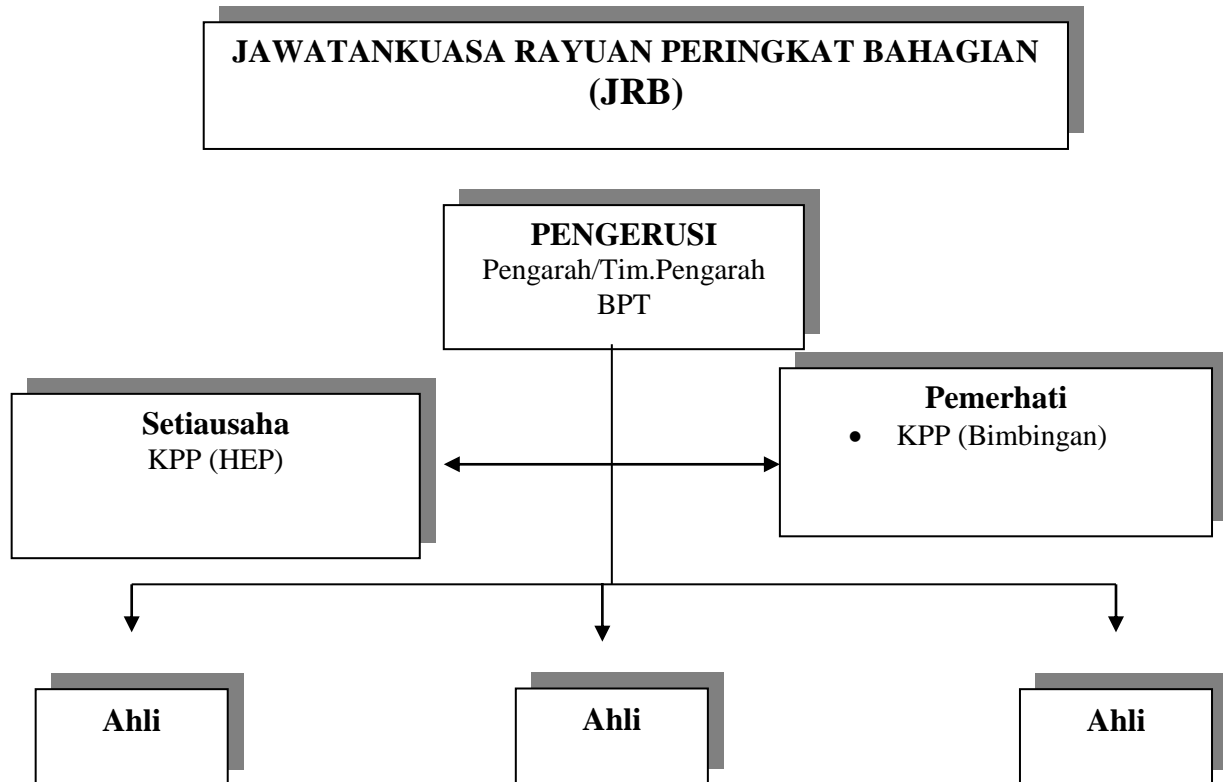 JAWATANKUASA RAYUAN PERINGKAT BAHAGIAN
(JRB)
PENGERUSI
Pengarah/Tim.Pengarah
BPT
Setiausaha
KPP (HEP)
Pemerhati
• KPP (Bimbingan)
Ahli
Ahli
Ahli